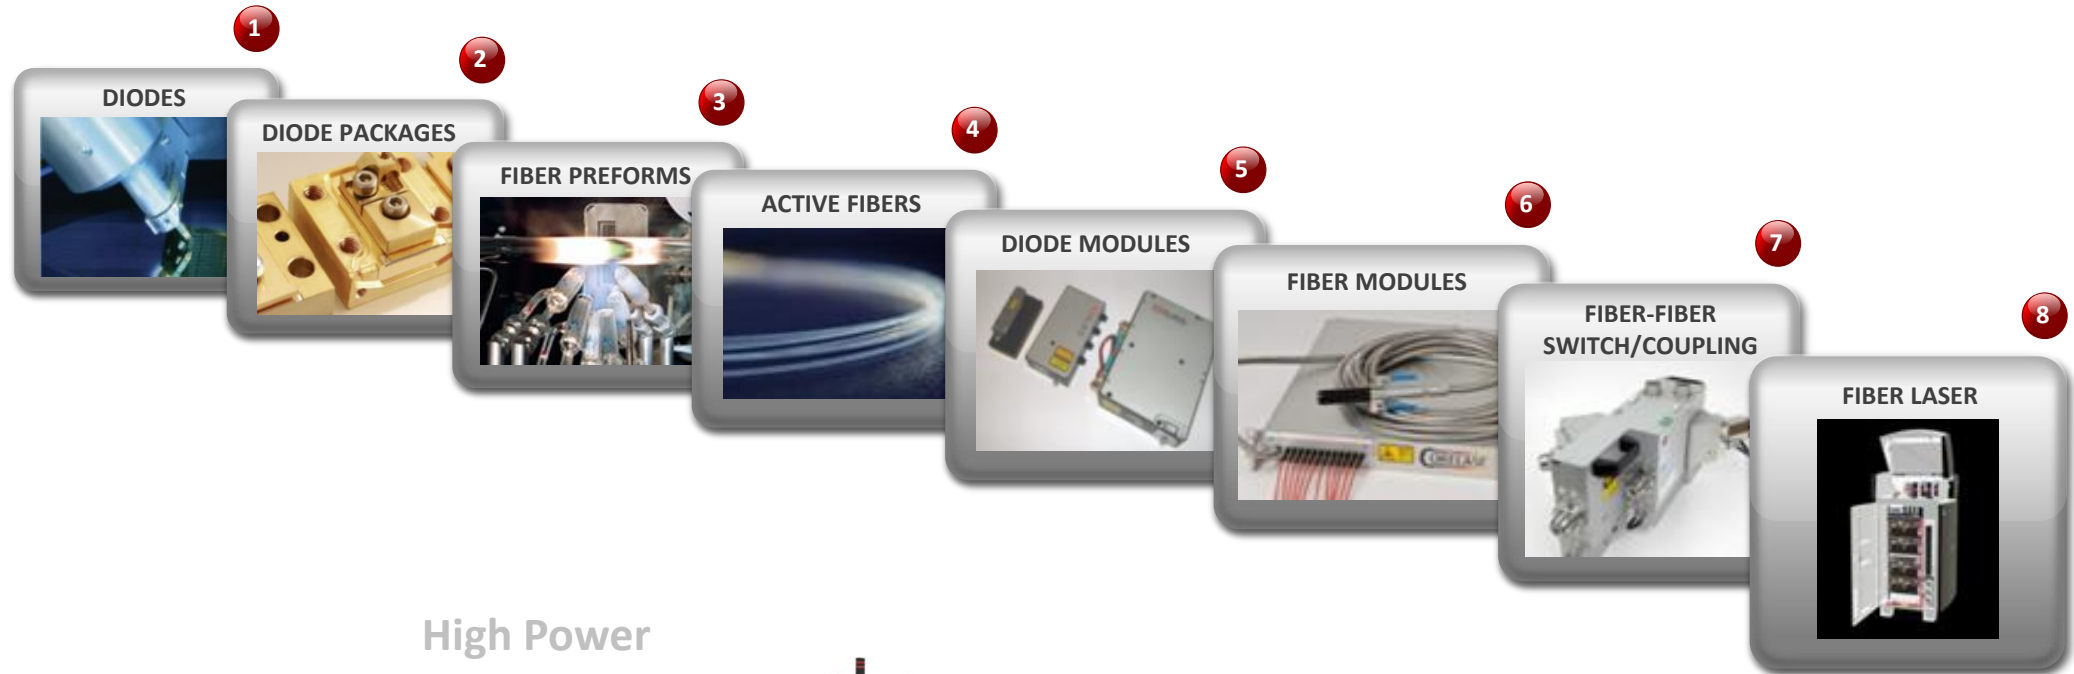 1
DIODES
2
DIODE PACKAGES
3
FIBER PREFORMS
4
ACTIVE FIBERS
5
DIODE MODULES
6
FIBER MODULES
7
FIBER-FIBER
SWITCH/COUPLING
8
FIBER LASER
CORELASE
High Power